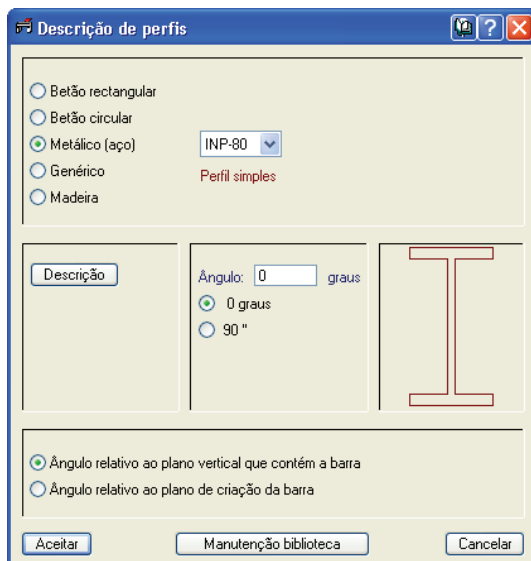 Descrição de perfis
Betão rectangular
Betão circular
Metálico (aço) INP-80
Genérico Perfil simples
Madeira
Descrição
Ângulo: 0 graus
0 graus
90 "
Ângulo relativo ao plano vertical que contém a barra
Ângulo relativo ao plano de criação da barra
Aceitar Manutenção biblioteca Cancelar